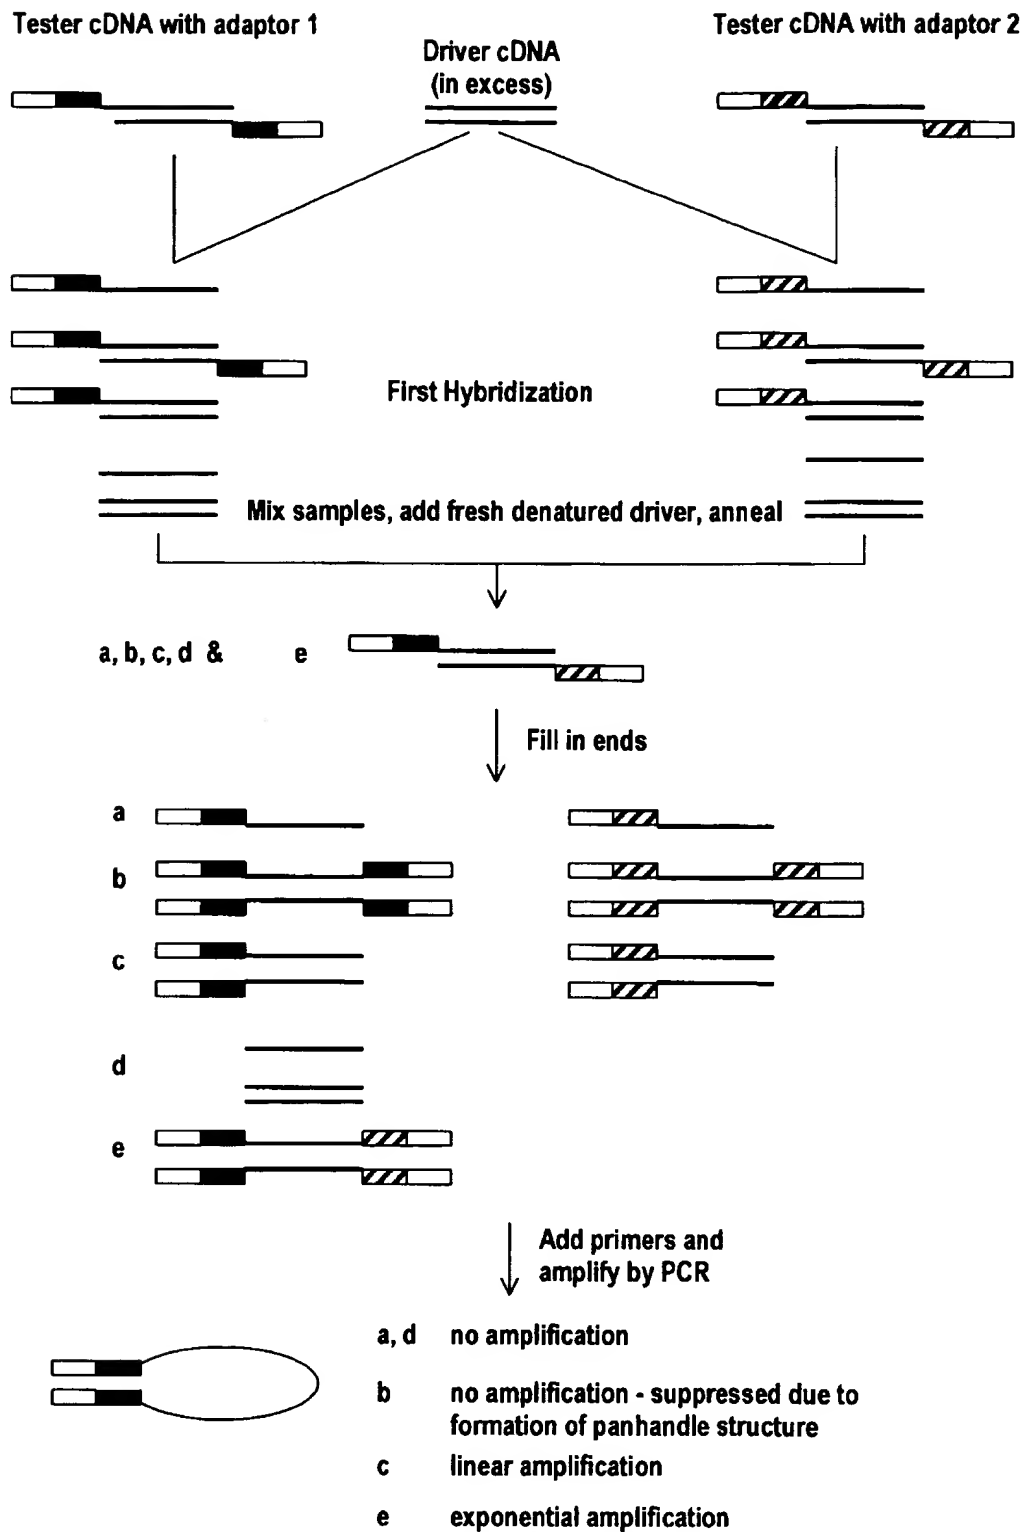 Tester cDNA with adaptor 1
Driver cDNA
(in excess)
Tester cDNA with adaptor 2
First Hybridization
Mix samples, add fresh denatured driver, anneal
a, b, c, d & e
Fill in ends
a
b
c
d
e
Add primers and
amplify by PCR
a, d no amplification
b no amplification - suppressed due to
formation of panhandle structure
c linear amplification
e exponential amplification